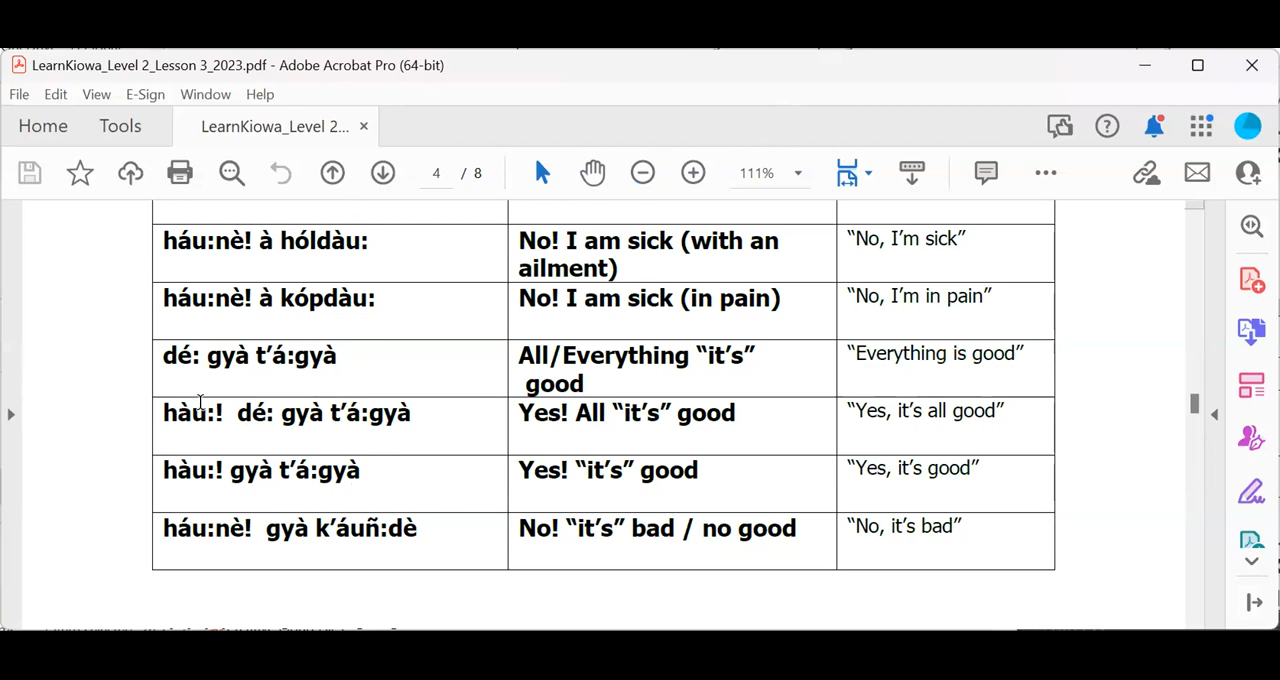 LearnKiowa_Level 2_Lesson 3_2023.pdf - Adobe Acrobat Pro (64-bit)
File Edit View E-Sign Window Help
Home Tools LearnKiowa_Level 2... ×
4 / 8 111%
háu:nè! à hóldàu: No! I am sick (with an “No, I’m sick”
ailment)
háu:nè! à kópdàu: No! I am sick (in pain) “No, I’m in pain”
dé: gyà t’á:gyà All/Everything “it’s” “Everything is good”
good
hàu:! dé: gyà t’á:gyà Yes! All “it’s” good “Yes, it’s all good”
hàu:! gyà t’á:gyà Yes! “it’s” good “Yes, it’s good”
háu:nè! gyà k’áuñ:dè No! “it’s” bad / no good “No, it’s bad”